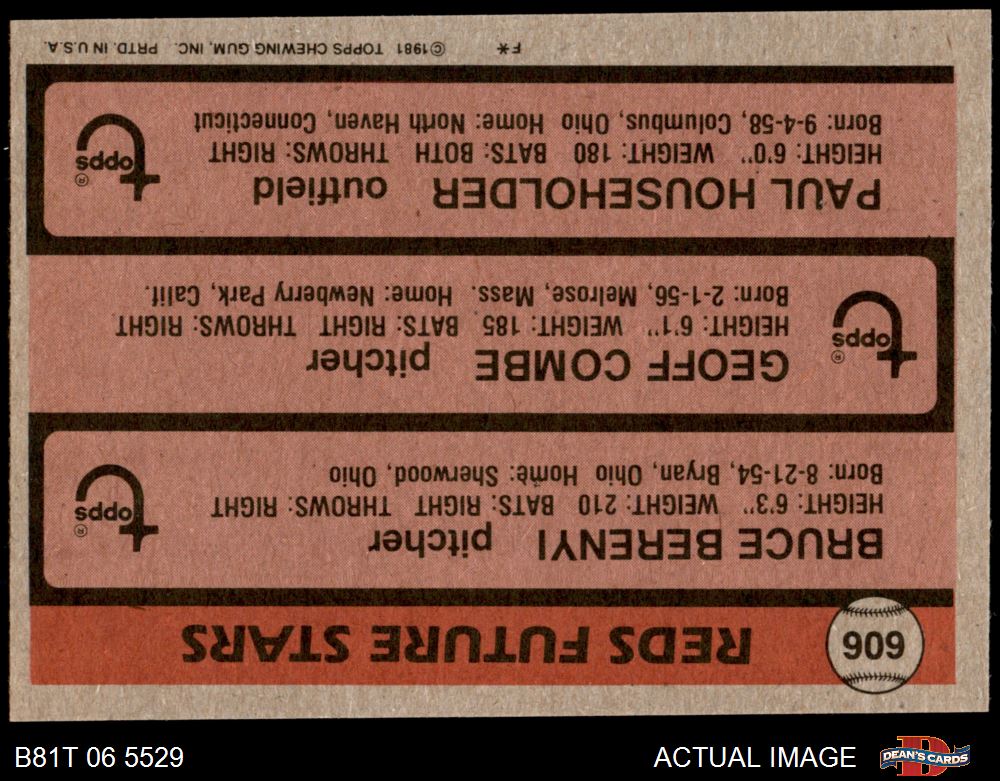 606 REDS FUTURE STARS
BRUCE BERENYI pitcher
HEIGHT: 6'3" WEIGHT: 210 BATS: RIGHT THROWS: RIGHT
Born: 8-21-54, Bryan, Ohio Home: Sherwood, Ohio
topps®
GEOFF COMBE pitcher
HEIGHT: 6'1" WEIGHT: 185 BATS: RIGHT THROWS: RIGHT
Born: 2-1-56, Melrose, Mass. Home: Newberry Park, Calif.
topps®
PAUL HOUSEHOLDER outfield
HEIGHT: 6'0" WEIGHT: 180 BATS: BOTH THROWS: RIGHT
Born: 9-4-58, Columbus, Ohio Home: North Haven, Connecticut
topps®
F* ©1981 TOPPS CHEWING GUM, INC. PRTD. IN U.S.A.
B81T 06 5529 ACTUAL IMAGE DEAN'S CARDS